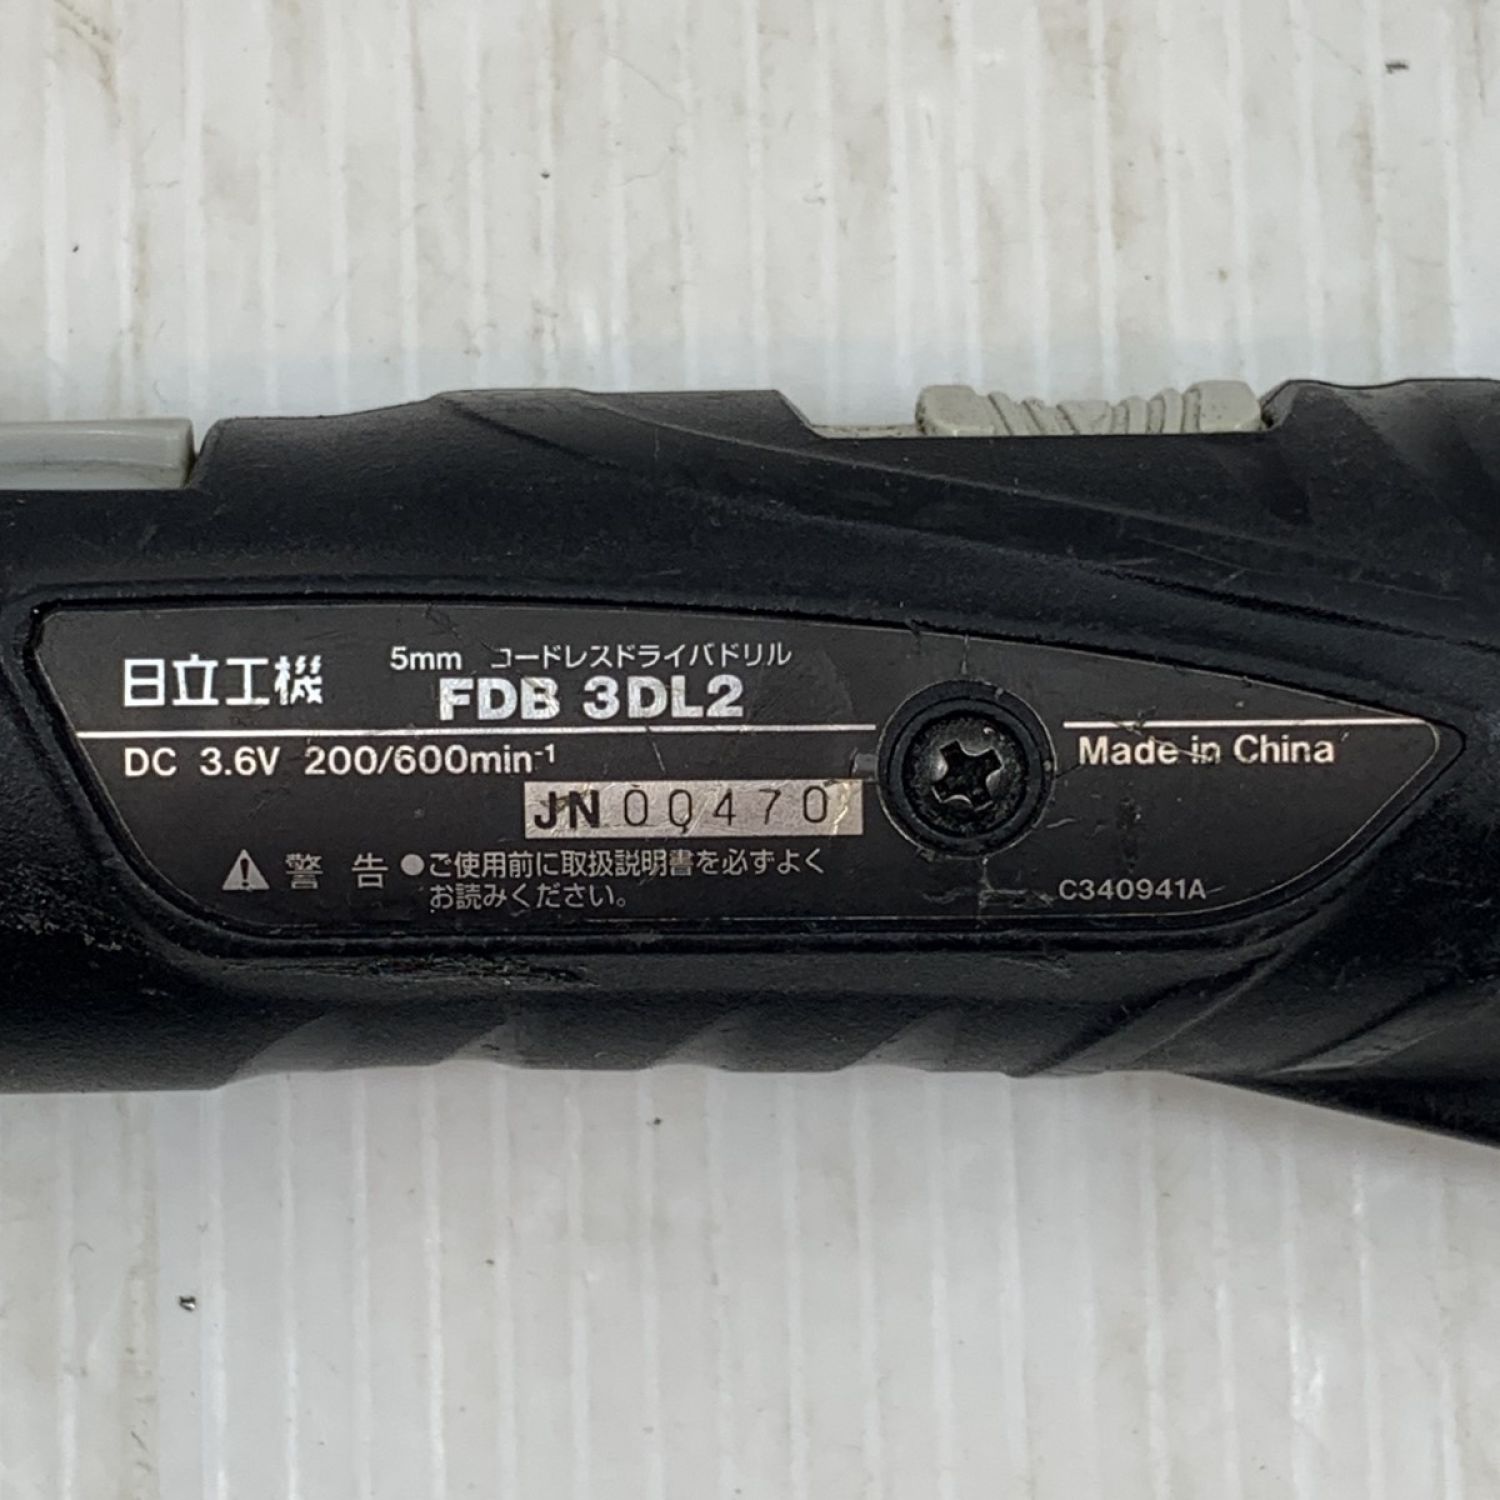 日立工機
5mm コードレスドライバドリル
FDB 3DL2
DC 3.6V 200/600min⁻¹
Made in China
JN 00470
警 告 ●ご使用前に取扱説明書を必ずよく
お読みください。
C340941A